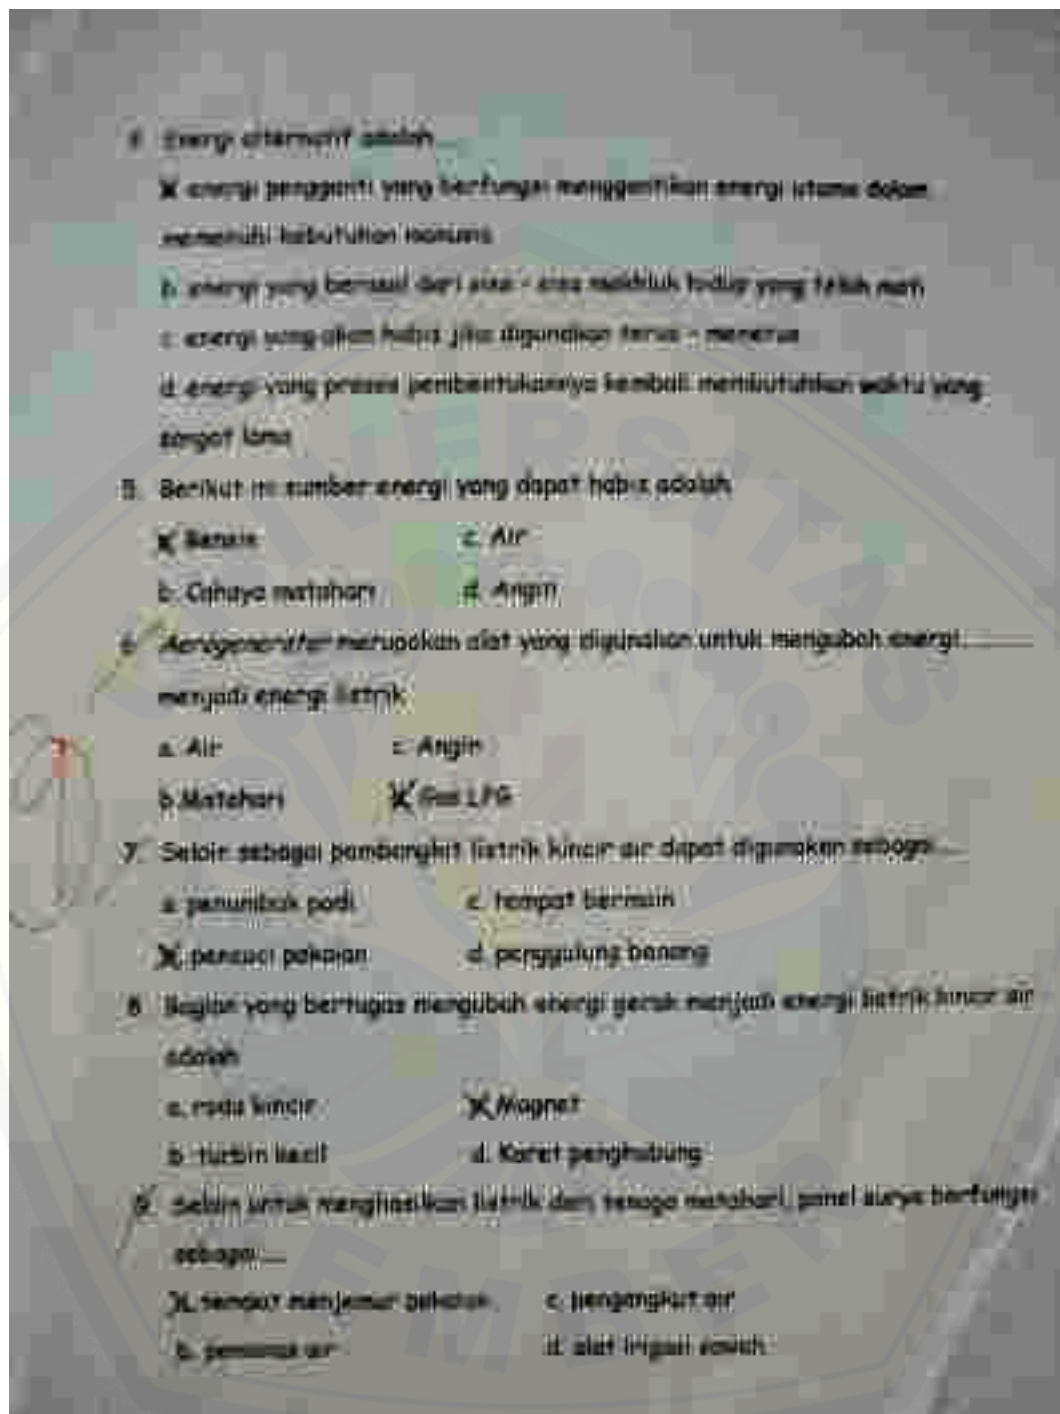 4. Energi alternatif adalah ....
a. energi pengganti yang berfungsi menggantikan energi utama dalam
memenuhi kebutuhan manusia
b. energi yang berasal dari sisa - sisa makhluk hidup yang telah mati
c. energi yang akan habis jika digunakan terus - menerus
d. energi yang proses pembentukannya kembali membutuhkan waktu yang
sangat lama
5. Berikut ini sumber energi yang dapat habis adalah
a. Bensin c. Air
b. Cahaya matahari d. Angin
6. Aerogenerator merupakan alat yang digunakan untuk mengubah energi..........
menjadi energi listrik
a. Air c. Angin
b. Matahari d. Gas LPG
7. Selain sebagai pembangkit listrik kincir air dapat digunakan sebagai ....
a. penumbuk padi c. tempat bermain
b. pencuci pakaian d. penggulung benang
8. Bagian yang bertugas mengubah energi gerak menjadi energi listrik kincir air
adalah
a. roda kincir c. Magnet
b. turbin kecil d. Karet penghubung
9. Selain untuk menghasilkan listrik dari tenaga matahari, panel surya berfungsi
sebagai ....
a. tempat menjemur pakaian c. pengangkut air
b. pemanas air d. alat irigasi sawah
UNIVERSITAS
JEMBER